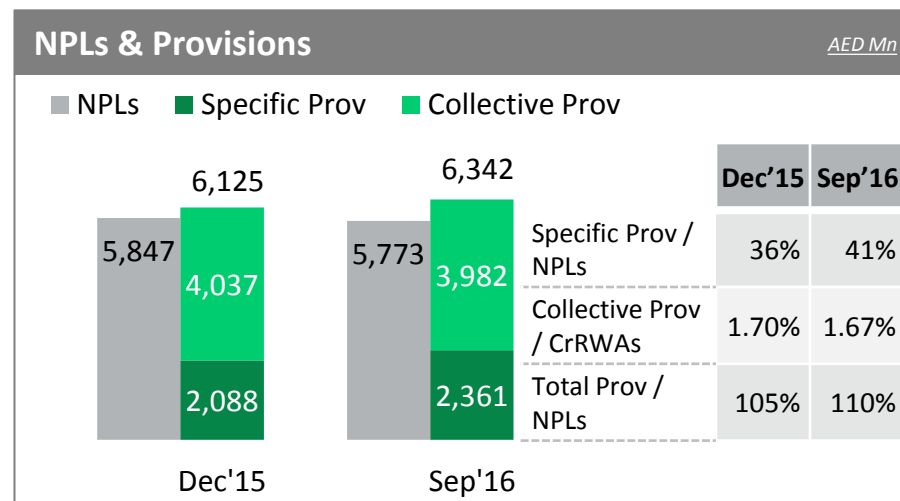 NPLs & Provisions
AED Mn
NPLs Specific Prov Collective Prov
6,125
5,847
4,037
2,088
Dec'15
6,342
5,773
3,982
2,361
Sep'16
Dec’15 Sep’16
Specific Prov /
NPLs
36% 41%
Collective Prov
/ CrRWAs
1.70% 1.67%
Total Prov /
NPLs
105% 110%